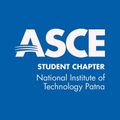 ASCE
STUDENT CHAPTER
National Institute of
Technology Patna